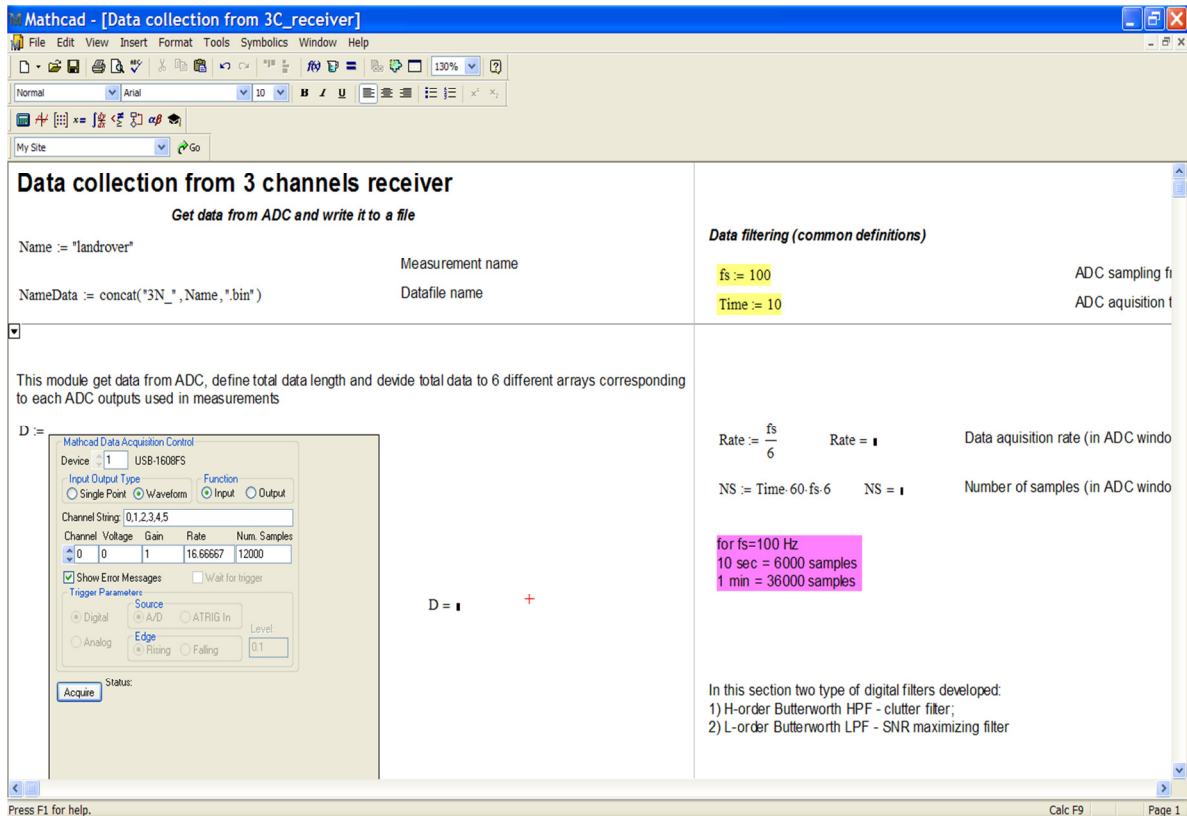 Mathcad - [Data collection from 3C_receiver]
File Edit View Insert Format Tools Symbolics Window Help
130%
Normal Arial 10 B I U
My Site Go
Data collection from 3 channels receiver
Get data from ADC and write it to a file
Name := "landrover"
Measurement name
NameData := concat("3N_" , Name , ".bin" )
Datafile name
This module get data from ADC, define total data length and devide total data to 6 different arrays corresponding
to each ADC outputs used in measurements
D :=
Mathcad Data Acquisition Control
Device 1 USB-1608FS
Input Output Type
Single Point Waveform
Function
Input Output
Channel String: 0,1,2,3,4,5
Channel Voltage Gain Rate Num. Samples
0 0 1 16.66667 12000
Show Error Messages Wait for trigger
Trigger Parameters
Digital
Analog
Source
A/D ATRIG In
Edge
Rising Falling
Level:
0.1
Acquire Status:
D =
Data filtering (common definitions)
fs := 100 ADC sampling fr
Time := 10 ADC aquisition t
Rate := fs/6 Rate = Data aquisition rate (in ADC windo
NS := Time·60·fs·6 NS = Number of samples (in ADC windo
for fs=100 Hz
10 sec = 6000 samples
1 min = 36000 samples
In this section two type of digital filters developed:
1) H-order Butterworth HPF - clutter filter;
2) L-order Butterworth LPF - SNR maximizing filter
Press F1 for help. Calc F9 Page 1